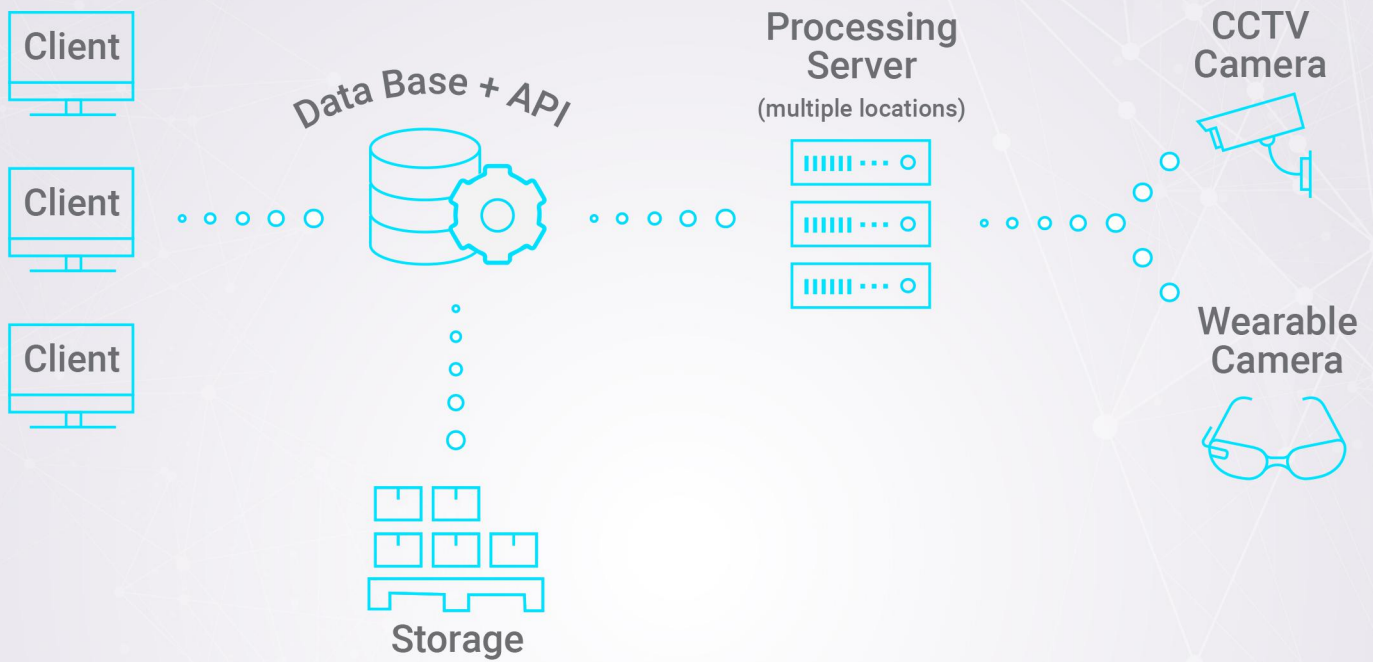 Client
Client
Client
Data Base + API
Storage
Processing
Server
(multiple locations)
CCTV
Camera
Wearable
Camera